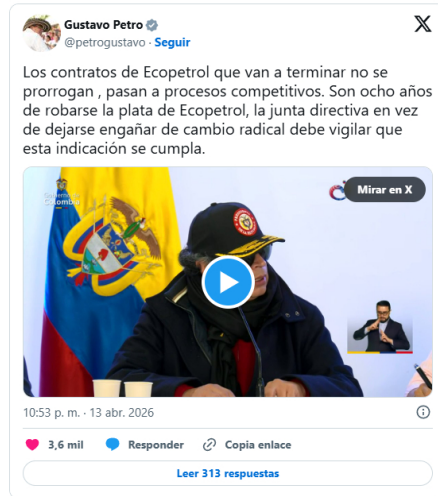 Gustavo Petro
@petrogustavo · Seguir
Los contratos de Ecopetrol que van a terminar no se
prorrogan , pasan a procesos competitivos. Son ocho años
de robarse la plata de Ecopetrol, la junta directiva en vez
de dejarse engañar de cambio radical debe vigilar que
esta indicación se cumpla.
Colombia
Mirar en X
10:53 p. m. · 13 abr. 2026
3,6 mil
Responder
Copia enlace
Leer 313 respuestas